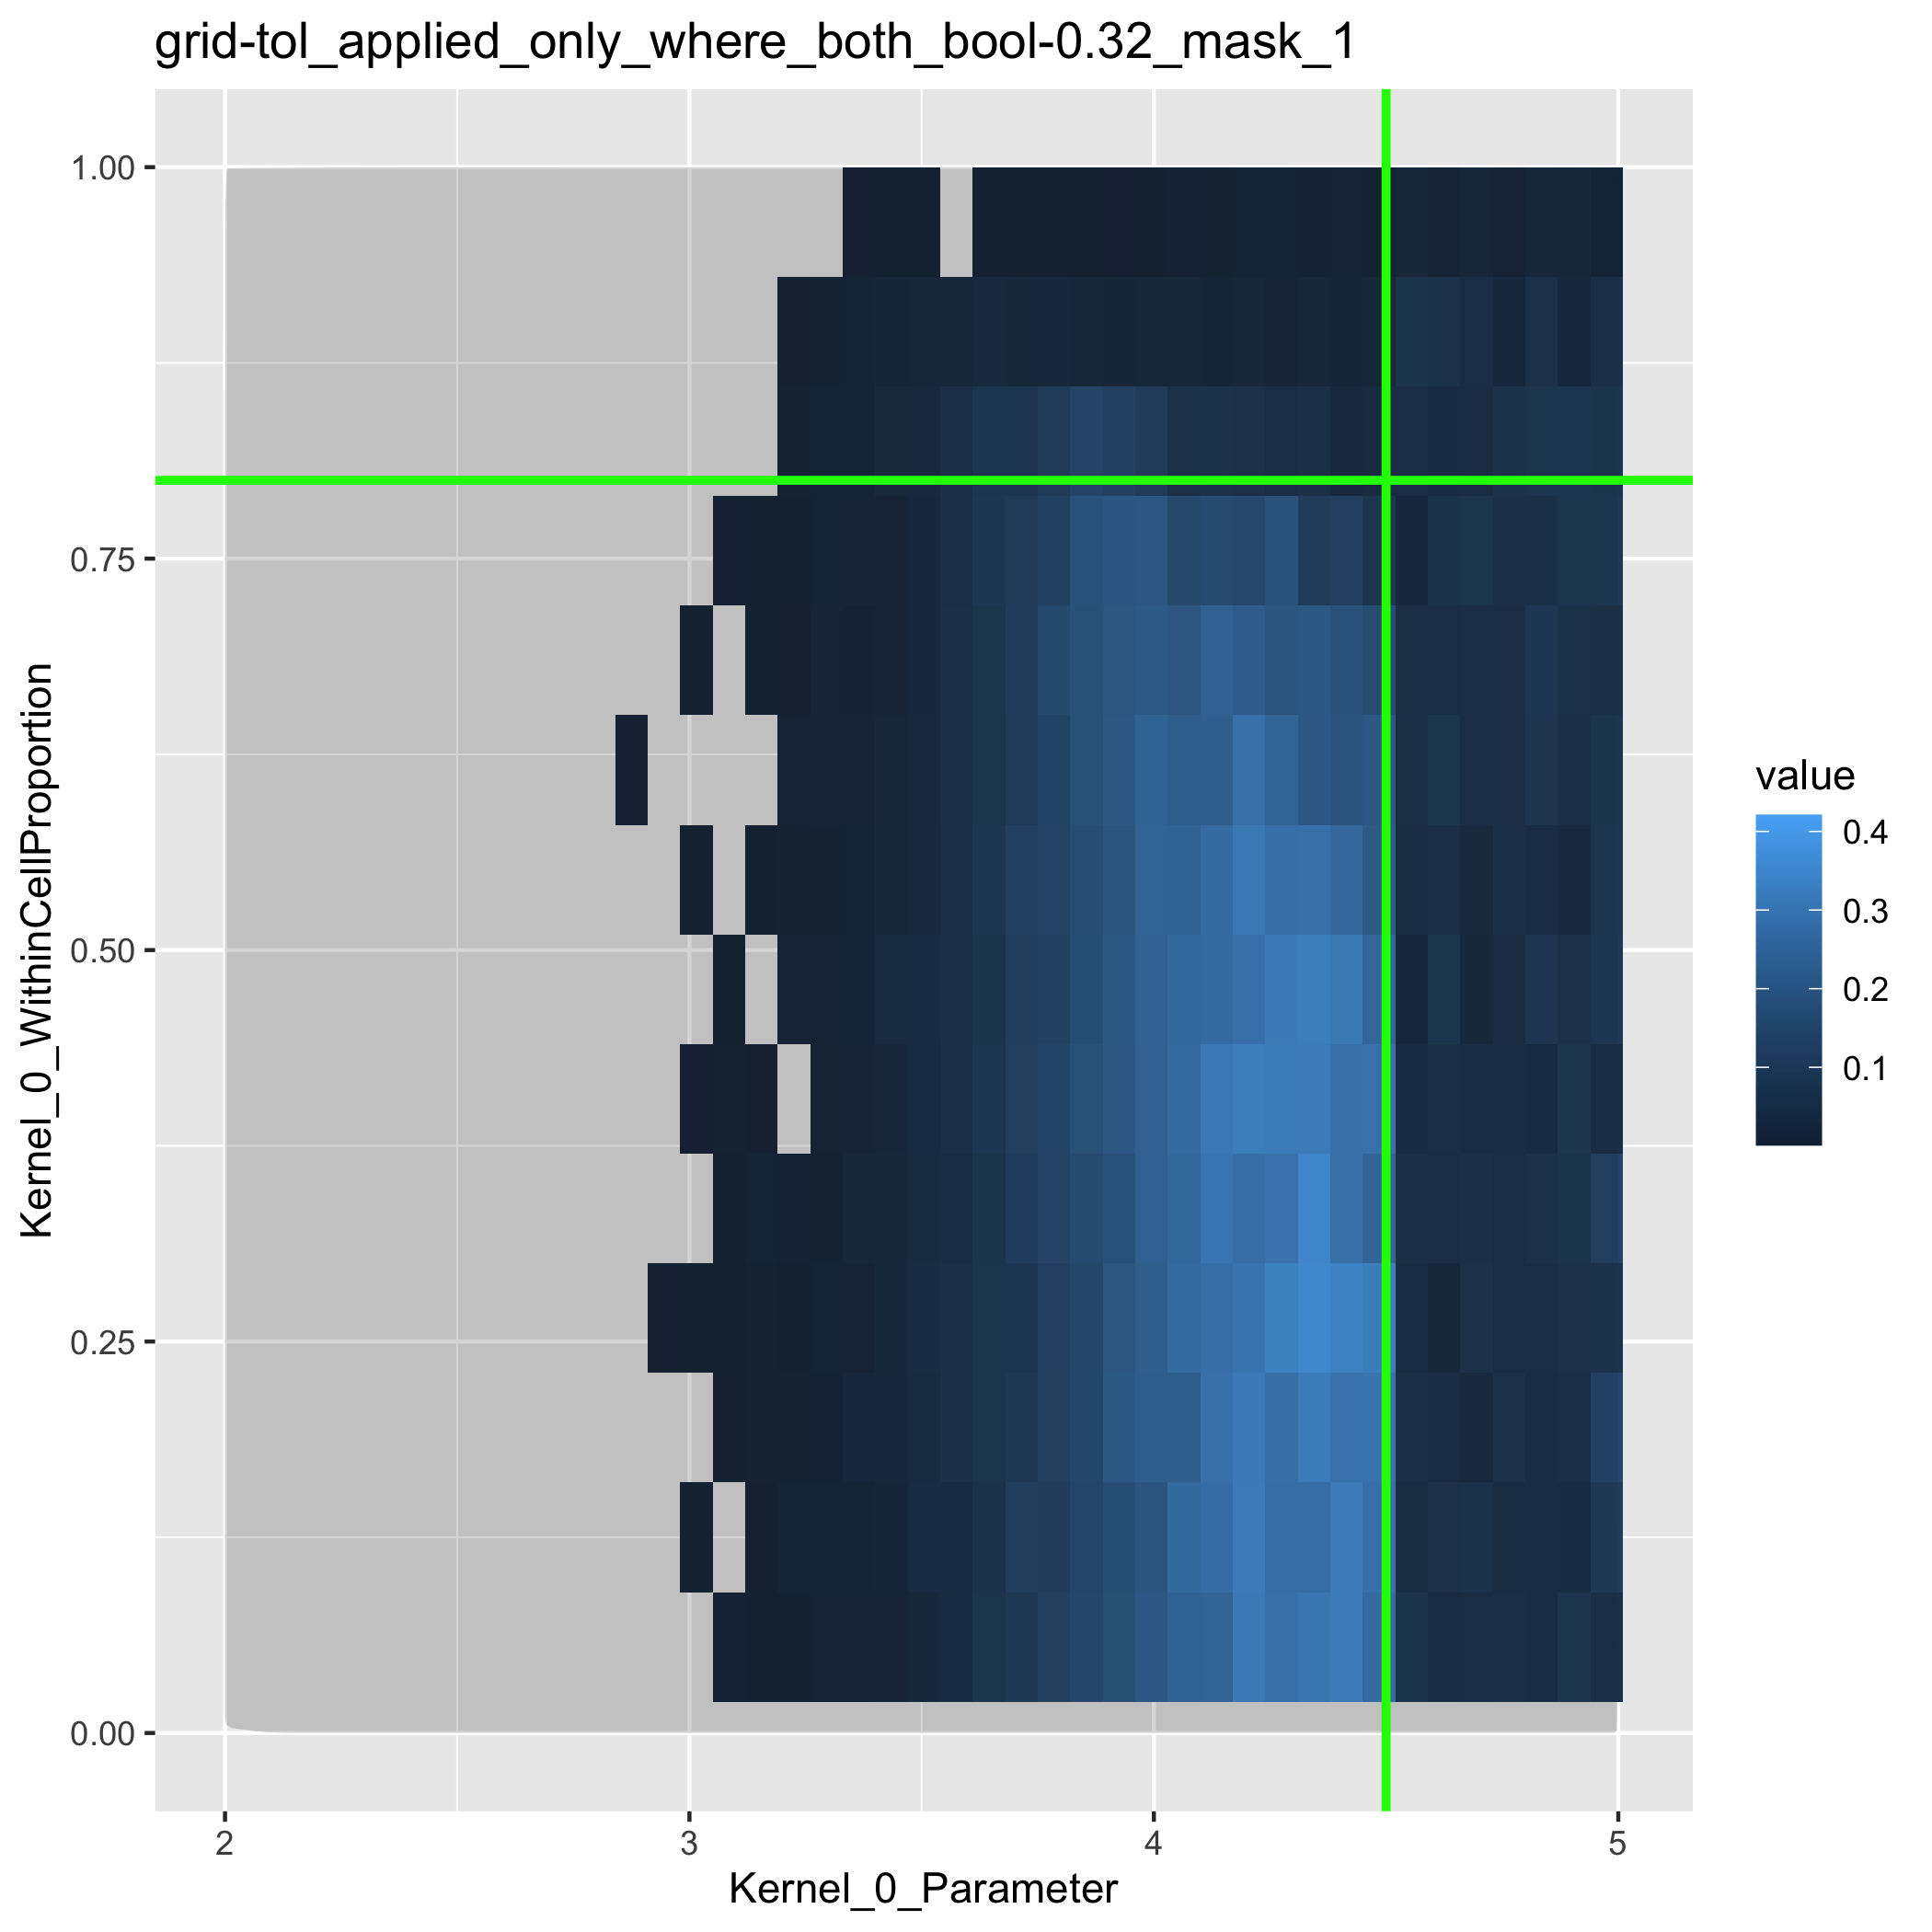 grid-tol_applied_only_where_both_bool-0.32_mask_1
1.00
0.75
0.50
0.25
0.00
Kernel_0_WithinCellProportion
2 3 4 5
Kernel_0_Parameter
value
0.4
0.3
0.2
0.1